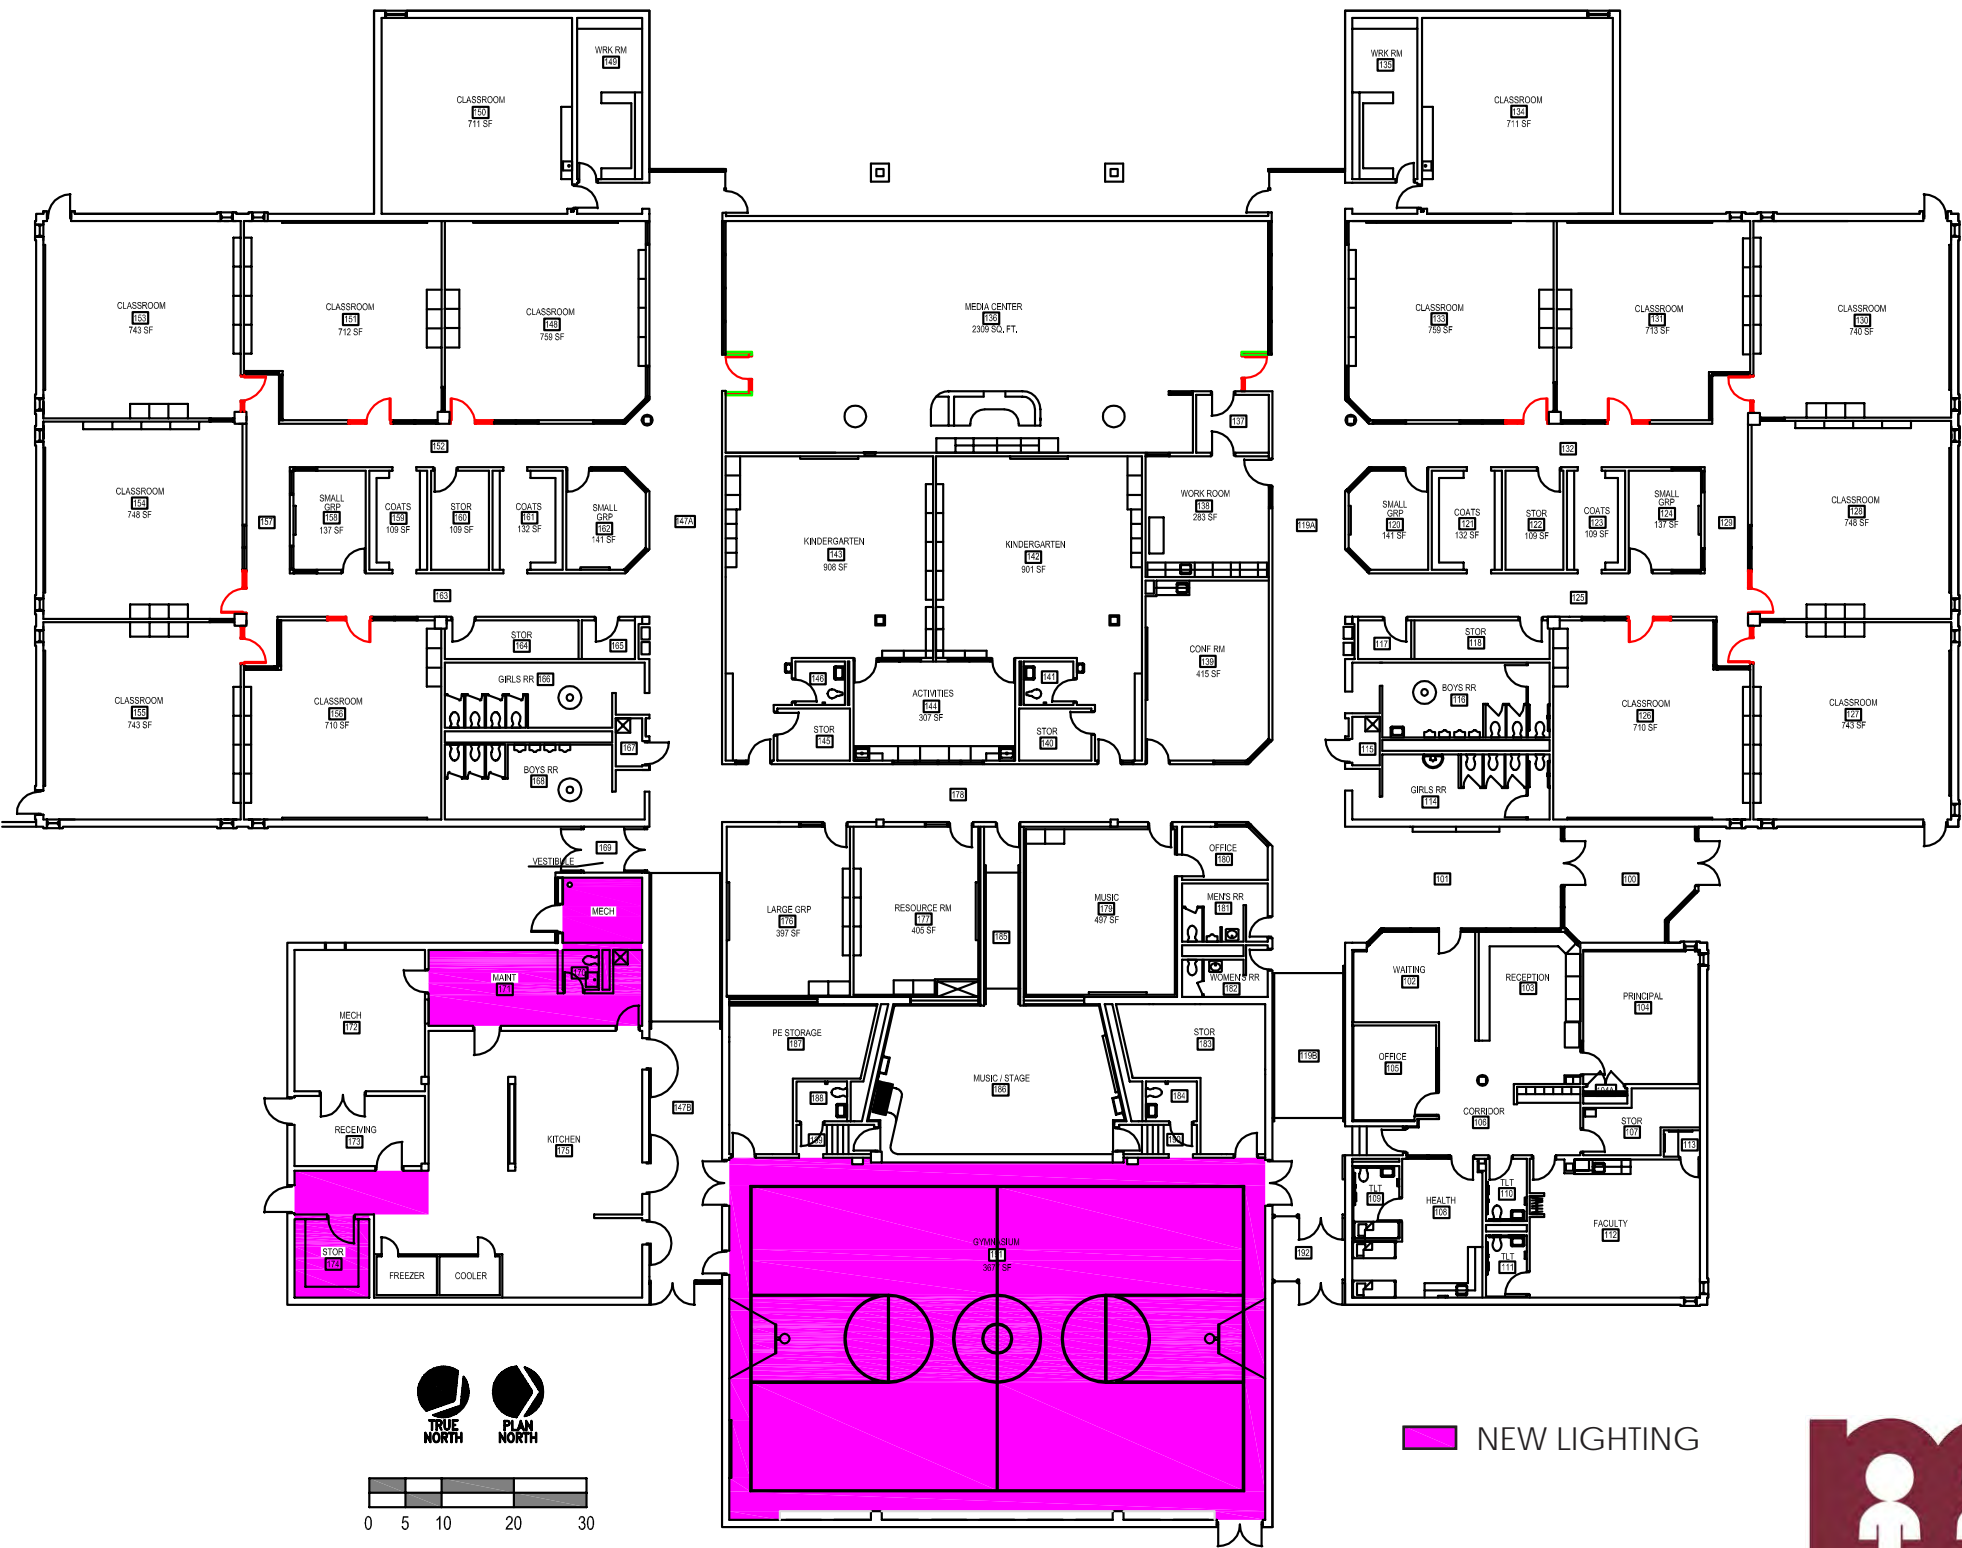 WRK RM
149
WRK RM
135
CLASSROOM
150
711 SF
CLASSROOM
134
711 SF
CLASSROOM
153
743 SF
CLASSROOM
151
712 SF
CLASSROOM
148
759 SF
MEDIA CENTER
136
2309 SQ. FT.
CLASSROOM
133
759 SF
CLASSROOM
131
713 SF
CLASSROOM
130
740 SF
137
152
132
CLASSROOM
154
748 SF
157
SMALL
GRP
158
137 SF
COATS
159
109 SF
STOR
160
109 SF
COATS
161
132 SF
SMALL
GRP
162
141 SF
147A
KINDERGARTEN
143
908 SF
KINDERGARTEN
142
901 SF
WORK ROOM
138
283 SF
119A
SMALL
GRP
120
141 SF
COATS
121
132 SF
STOR
122
109 SF
COATS
123
109 SF
SMALL
GRP
124
137 SF
129
CLASSROOM
128
748 SF
163
125
STOR
164
165
117
STOR
118
CONF RM
139
415 SF
GIRLS RR 166
146
141
ACTIVITIES
144
307 SF
BOYS RR
116
CLASSROOM
155
743 SF
CLASSROOM
156
710 SF
CLASSROOM
126
710 SF
CLASSROOM
127
743 SF
STOR
145
STOR
140
167
115
BOYS RR
168
GIRLS RR
114
178
169
VESTIBULE
OFFICE
180
101
100
MECH
LARGE GRP
176
397 SF
RESOURCE RM
177
405 SF
MUSIC
179
497 SF
MEN'S RR
181
185
WAITING
102
RECEPTION
103
MAINT
171
WOMEN'S RR
182
PRINCIPAL
104
MECH
172
PE STORAGE
187
STOR
183
OFFICE
105
119B
MUSIC / STAGE
186
188
184
147B
RECEIVING
173
KITCHEN
175
CORRIDOR
106
STOR
107
113
TLT
109
HEALTH
108
TLT
110
FACULTY
112
STOR
174
GYMNASIUM
192
TLT
111
FREEZER
COOLER
TRUE
NORTH
PLAN
NORTH
NEW LIGHTING
0 5 10 20 30